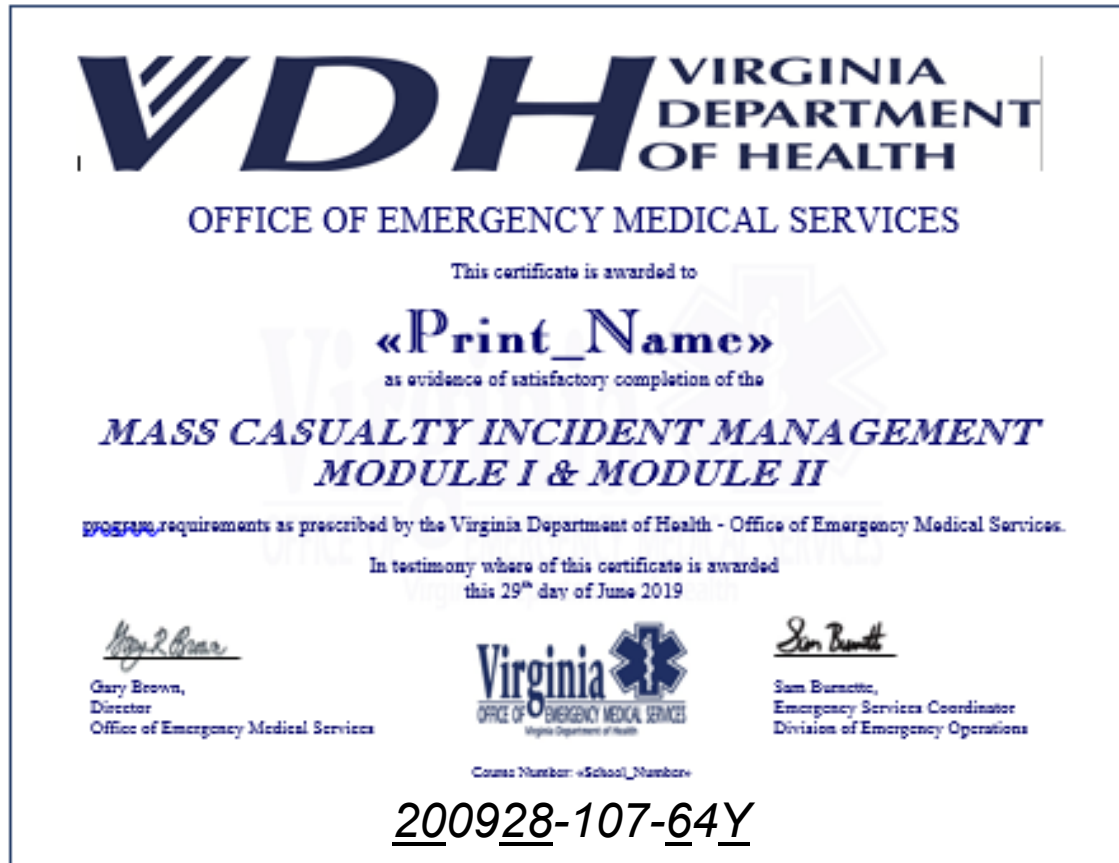 VDH VIRGINIA
DEPARTMENT
OF HEALTH
OFFICE OF EMERGENCY MEDICAL SERVICES
This certificate is awarded to
«Print_Name»
as evidence of satisfactory completion of the
MASS CASUALTY INCIDENT MANAGEMENT
MODULE I & MODULE II
program requirements as prescribed by the Virginia Department of Health - Office of Emergency Medical Services.
In testimony where of this certificate is awarded
this 29th day of June 2019
Gary R Brown
Gary Brown,
Director
Office of Emergency Medical Services
Virginia
OFFICE OF EMERGENCY MEDICAL SERVICES
Virginia Department of Health
Sam Burnette
Sam Burnette,
Emergency Services Coordinator
Division of Emergency Operations
Course Number: «School_Number»
200928-107-64Y